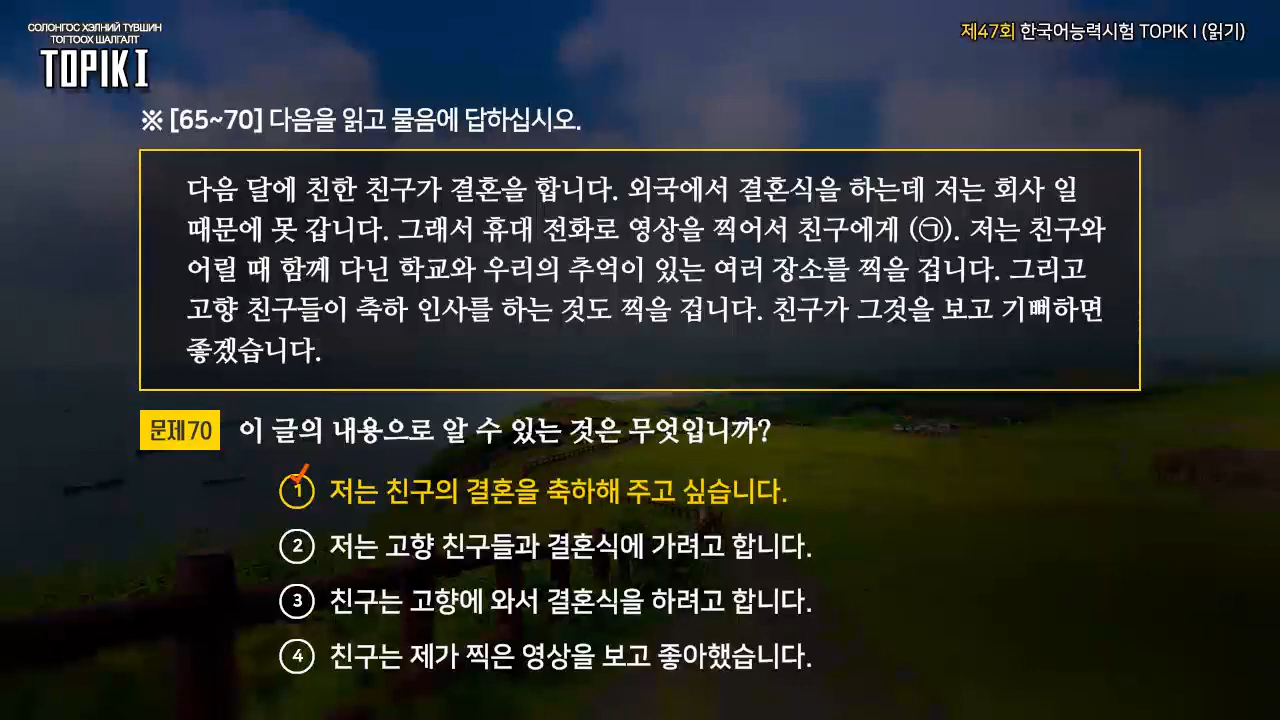 СОЛОНГОС ХЭЛНИЙ ТҮВШИН
ТОГТООХ ШАЛГАЛТ
TOPIK I
제47회 한국어능력시험 TOPIK I (읽기)
※ [65~70] 다음을 읽고 물음에 답하십시오.
다음 달에 친한 친구가 결혼을 합니다. 외국에서 결혼식을 하는데 저는 회사 일
때문에 못 갑니다. 그래서 휴대 전화로 영상을 찍어서 친구에게 (㉠). 저는 친구와
어릴 때 함께 다닌 학교와 우리의 추억이 있는 여러 장소를 찍을 겁니다. 그리고
고향 친구들이 축하 인사를 하는 것도 찍을 겁니다. 친구가 그것을 보고 기뻐하면
좋겠습니다.
문제 70 이 글의 내용으로 알 수 있는 것은 무엇입니까?
① 저는 친구의 결혼을 축하해 주고 싶습니다.
② 저는 고향 친구들과 결혼식에 가려고 합니다.
③ 친구는 고향에 와서 결혼식을 하려고 합니다.
④ 친구는 제가 찍은 영상을 보고 좋아했습니다.